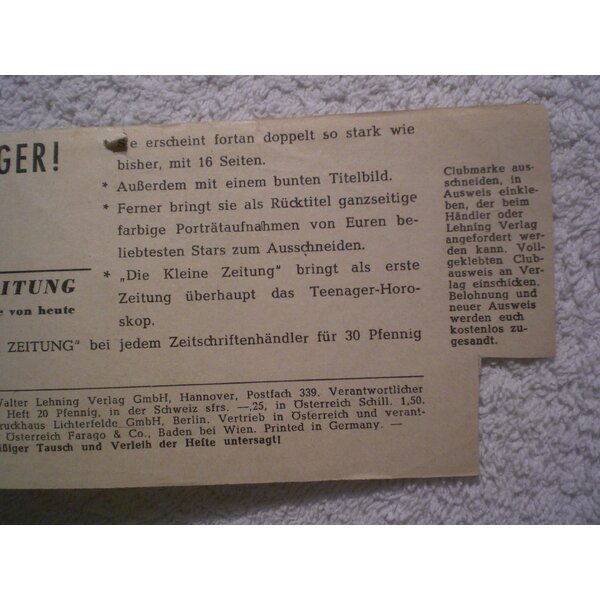 GER!
Sie erscheint fortan doppelt so stark wie
bisher, mit 16 Seiten.
* Außerdem mit einem bunten Titelbild.
* Ferner bringt sie als Rücktitel ganzseitige
farbige Porträtaufnahmen von Euren be-
liebtesten Stars zum Ausschneiden.
* „Die Kleine Zeitung" bringt als erste
Zeitung überhaupt das Teenager-Horo-
skop.
EITUNG
e von heute
ZEITUNG" bei jedem Zeitschriftenhändler für 30 Pfennig
Walter Lehning Verlag GmbH, Hannover, Postfach 339. Verantwortlicher
Heft 20 Pfennig, in der Schweiz sfrs. —,25, in Österreich Schill. 1,50.
ruckhaus Lichterfelde GmbH, Berlin. Vertrieb in Österreich und verant-
Österreich Farago & Co., Baden bei Wien. Printed in Germany. —
äßiger Tausch und Verleih der Hefte untersagt!
Clubmarke aus-
schneiden, in
Ausweis einkle-
ben, der beim
Händler oder
Lehning Verlag
angefordert wer-
den kann. Voll-
geklebten Club-
ausweis an Ver-
lag einschicken.
Belohnung und
neuer Ausweis
werden euch
kostenlos zu-
gesandt.